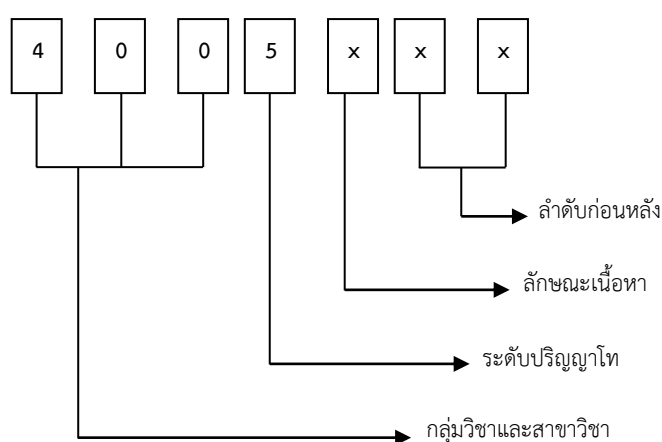 4 0 0 5 x x x
ลำดับก่อนหลัง
ลักษณะเนื้อหา
ระดับปริญญาโท
กลุ่มวิชาและสาขาวิชา